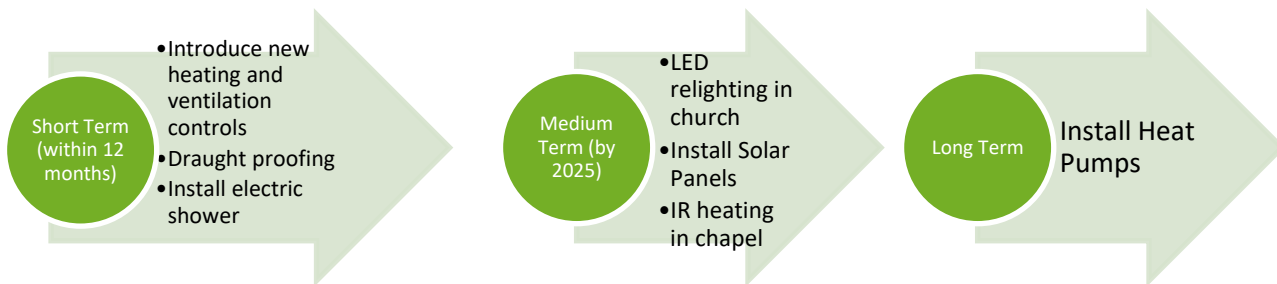 Short Term
(within 12
months)
•Introduce new
heating and
ventilation
controls
•Draught proofing
•Install electric
shower
Medium
Term (by
2025)
•LED
relighting in
church
•Install Solar
Panels
•IR heating
in chapel
Long Term
Install Heat
Pumps